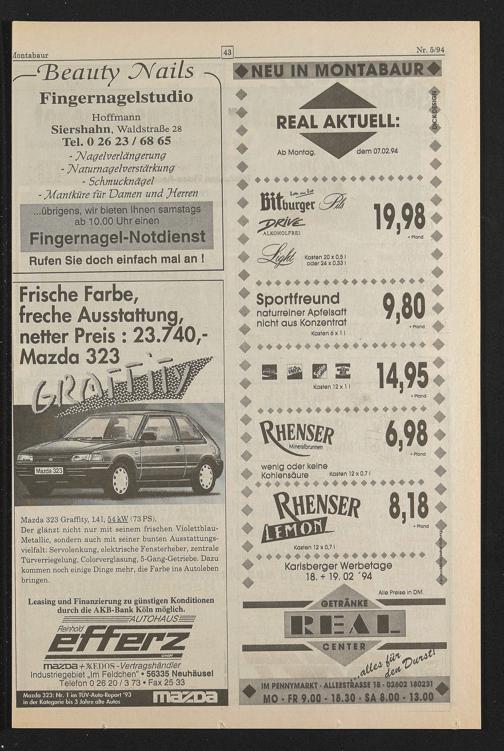 Montabaur
43
Nr. 5/94
Beauty Nails
Fingernagelstudio
Hoffmann
Siershahn, Waldstraße 28
Tel. 0 26 23 / 68 65
- Nagelverlängerung
- Naturnagelverstärkung
- Schmucknägel
- Maniküre für Damen und Herren
...übrigens, wir bieten Ihnen samstags
ab 10.00 Uhr einen
Fingernagel-Notdienst
Rufen Sie doch einfach mal an !
Frische Farbe,
freche Ausstattung,
netter Preis : 23.740,-
Mazda 323
GRAFFITY
Mazda 323
Mazda 323 Graffity, 1.4l, 54 kW (73 PS).
Der glänzt nicht nur mit seinem frischen Violettblau-
Metallic, sondern auch mit seiner bunten Ausstattungs-
vielfalt: Servolenkung, elektrische Fensterheber, zentrale
Türverriegelung, Colorverglasung, 5-Gang-Getriebe. Dazu
kommen noch einige Dinge mehr, die Farbe ins Autoleben
bringen.
Leasing und Finanzierung zu günstigen Konditionen
durch die AKB-Bank Köln möglich.
AUTOHAUS
Reinhold
efferz
GmbH
mazda + XEDOS -Vertragshändler
Industriegebiet „Im Feldchen" • 56335 Neuhäusel
Telefon 0 26 20 / 3 73 • Fax 25 33
Mazda 323: Nr. 1 im TÜV-Auto-Report '93
in der Kategorie bis 3 Jahre alte Autos
mazda
NEU IN MONTABAUR
REAL AKTUELL:
Ab Montag, dem 07.02.94
Bitburger Pils
DRIVE
ALKOHOLFREI
Light
Kasten 20 x 0,5 l
oder 24 x 0,33 l
19,98
+ Pfand
Sportfreund
naturreiner Apfelsaft
nicht aus Konzentrat
Kasten 6 x 1 l
9,80
+ Pfand
Kasten 12 x 1 l
14,95
+ Pfand
RHENSER
Mineralbrunnen
wenig oder keine
Kohlensäure
Kasten 12 x 0,7 l
6,98
+ Pfand
RHENSER
LEMON
Kasten 12 x 0,7 l
8,18
+ Pfand
Karlsberger Werbetage
18. + 19. 02 ´94
Alle Preise in DM.
GETRÄNKE
REAL
CENTER
...alles für
den Durst!
IM PENNYMARKT · ALLEESTRASSE 18 · 02602 180231
MO - FR 9.00 - 18.30 · SA 8.00 - 13.00